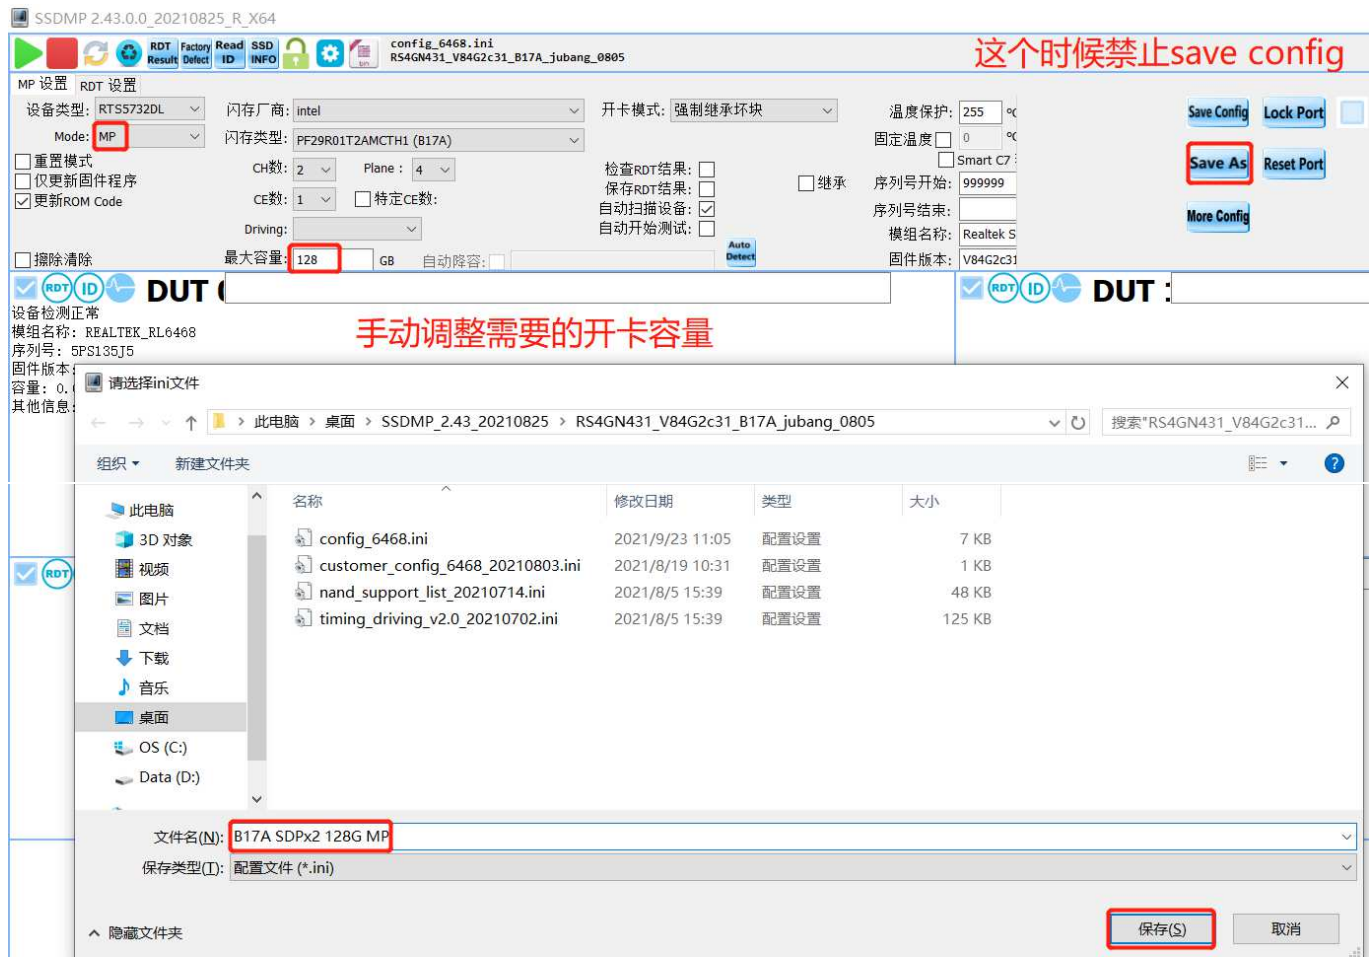 SSDMP 2.43.0.0_20210825_R_X64
RDT Result
Factory Defect
Read ID
SSD INFO
config_6468.ini
RS4GN431_V84G2c31_B17A_jubang_0805
这个时候禁止save config
MP 设置 RDT 设置
设备类型: RTS5732DL 闪存厂商: intel 开卡模式: 强制继承坏块 温度保护: 255 Save Config Lock Port
Mode: MP 闪存类型: PF29R01T2AMCTH1 (B17A) 固定温度 0 ℃
重置模式 CH数: 2 Plane : 4 检查RDT结果: Smart C7 Save As Reset Port
仅更新固件程序 保存RDT结果: 继承 序列号开始: 999999
更新ROM Code CE数: 1 特定CE数: 自动扫描设备: 序列号结束: More Config
Driving: 自动开始测试: 模组名称: Realtek S
擦除清除 最大容量: 128 GB 自动降容: Auto Detect 固件版本: V84G2c31
RDT ID DUT RDT ID DUT
设备检测正常
模组名称: REALTEK_RL6468
序列号: 5PS135J5
手动调整需要的开卡容量
固件版本:
容量: 0.
其他信息:
请选择ini文件
此电脑 > 桌面 > SSDMP_2.43_20210825 > RS4GN431_V84G2c31_B17A_jubang_0805 搜索"RS4GN431_V84G2c31...
组织 新建文件夹
名称 修改日期 类型 大小
此电脑
3D 对象
视频
图片
文档
下载
音乐
桌面
OS (C:)
Data (D:)
config_6468.ini 2021/9/23 11:05 配置设置 7 KB
customer_config_6468_20210803.ini 2021/8/19 10:31 配置设置 1 KB
nand_support_list_20210714.ini 2021/8/5 15:39 配置设置 48 KB
timing_driving_v2.0_20210702.ini 2021/8/5 15:39 配置设置 125 KB
RDT
文件名(N): B17A SDPx2 128G MP
保存类型(T): 配置文件 (*.ini)
隐藏文件夹 保存(S) 取消